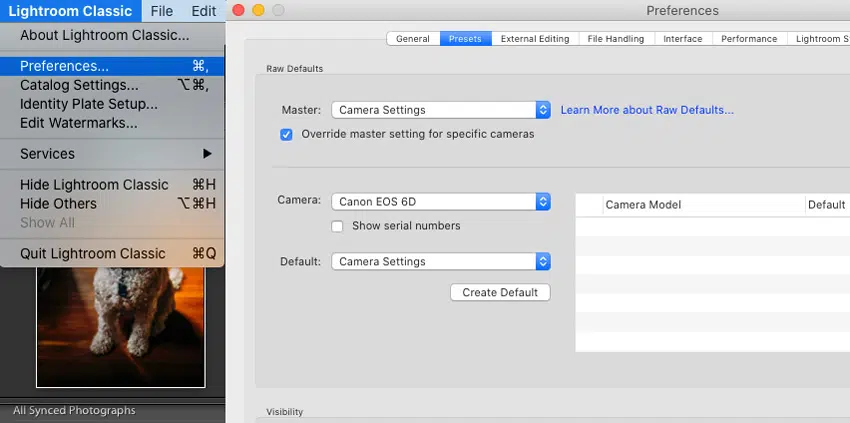 Lightroom Classic File Edit
About Lightroom Classic...
Preferences... ⌘,
Catalog Settings... ⌥⌘,
Identity Plate Setup...
Edit Watermarks...
Services ▶
Hide Lightroom Classic ⌘H
Hide Others ⌥⌘H
Show All
Quit Lightroom Classic ⌘Q
All Synced Photographs
Preferences
General Presets External Editing File Handling Interface Performance Lightroom S
Raw Defaults
Master: Camera Settings Learn More about Raw Defaults...
Override master setting for specific cameras
Camera: Canon EOS 6D
Show serial numbers
Default: Camera Settings
Create Default
Camera Model Default
Visibility